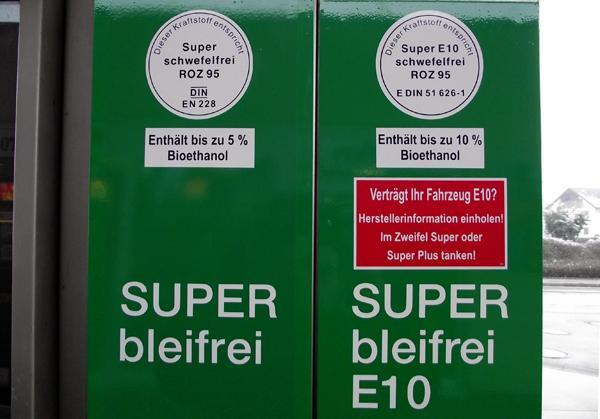 Dieser Kraftstoff entspricht
Super
schwefelfrei
ROZ 95
DIN
EN 228
Enthält bis zu 5 %
Bioethanol
SUPER
bleifrei
Dieser Kraftstoff entspricht
Super E10
schwefelfrei
ROZ 95
E DIN 51 626-1
Enthält bis zu 10 %
Bioethanol
Verträgt Ihr Fahrzeug E10?
Herstellerinformation einholen!
Im Zweifel Super oder
Super Plus tanken!
SUPER
bleifrei
E10